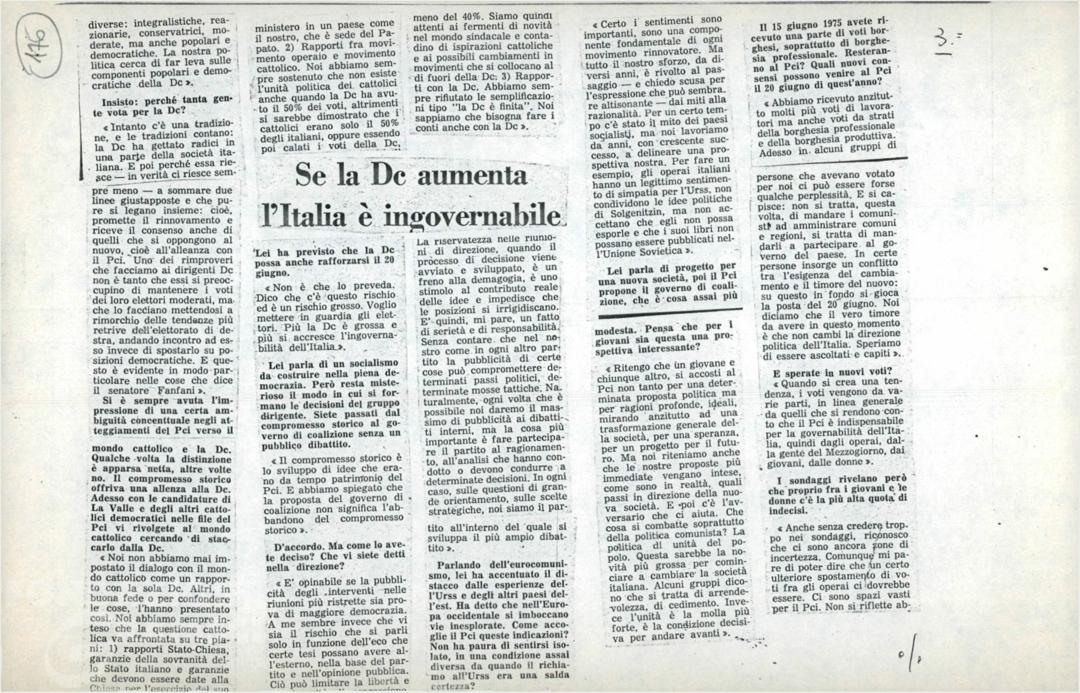 175
3.=
diverse: integralistiche, rea-
zionarie, conservatrici, mo-
derate, ma anche popolari e
democratiche. La nostra po-
litica cerca di far leva sulle
componenti popolari e demo-
cratiche della Dc ».
Insisto: perché tanta gen-
te vota per la Dc?
« Intanto c'è una tradizio-
ne, e le tradizioni contano:
la Dc ha gettato radici in
una parte della società ita-
liana. E poi perché essa rie-
sce — in verità ci riesce sem-
pre meno — a sommare due
linee giustapposte e che pu-
re si legano insieme: cioè,
promette il rinnovamento e
riceve il consenso anche di
quelli che si oppongono al
nuovo, cioè all'alleanza con
il Pci. Uno dei rimproveri
che facciamo ai dirigenti Dc
non è tanto che essi si preoc-
cupino di mantenere i voti
dei loro elettori moderati, ma
che lo facciano mettendosi a
rimorchio delle tendenze più
retrive dell'elettorato di de-
stra, andando incontro ad es-
so invece di spostarlo su po-
sizioni democratiche. E que-
sto è evidente in modo par-
ticolare nelle cose che dice
il senatore Fanfani ».
Si è sempre avuta l'im-
pressione di una certa am-
biguità concettuale negli at-
teggiamenti del Pci verso il
mondo cattolico e la Dc.
Qualche volta la distinzione
è apparsa netta, altre volte
no. Il compromesso storico
offriva una allenza alla Dc.
Adesso con le candidature di
La Valle e degli altri catto-
lici democratici nelle file del
Pci vi rivolgete al mondo
cattolico cercando di stac-
carlo dalla Dc.
« Noi non abbiamo mai im-
postato il dialogo con il mon-
do cattolico come un rappor-
to con la sola Dc. Altri, in
buona fede o per confondere
le cose, l'hanno presentato
così. Noi abbiamo sempre in-
teso che la questione catto-
lica va affrontata su tre pia-
ni: 1) rapporti Stato-Chiesa,
garanzie della sovranità del-
lo Stato italiano e garanzie
che devono essere date alla
Chiesa per l'esercizio del suo
ministero in un paese come
il nostro, che è sede del Pa-
pato. 2) Rapporti fra movi-
mento operaio e movimento
cattolico. Noi abbiamo sem-
pre sostenuto che non esiste
l'unità politica dei cattolici
anche quando la Dc ha avu-
to il 50% dei voti, altrimenti
si sarebbe dimostrato che i
cattolici erano solo il 50%
degli italiani, oppure essendo
poi calati i voti della Dc,
meno del 40%. Siamo quindi
attenti ai fermenti di novità
nel mondo sindacale e conta-
dino di ispirazioni cattoliche
e ai possibili cambiamenti in
movimenti che si collocano al
di fuori della Dc. 3) Rappor-
ti con la Dc. Abbiamo sem-
pre rifiutato le semplificazio-
ni tipo "la Dc è finita". Noi
sappiamo che bisogna fare i
conti anche con la Dc ».
Se la Dc aumenta
l'Italia è ingovernabile
Lei ha previsto che la Dc
possa anche rafforzarsi il 20
giugno.
« Non è che lo preveda.
Dico che c'è questo rischio
ed è un rischio grosso. Voglio
mettere in guardia gli elet-
tori. Più la Dc è grossa e
più si accresce l'ingoverna-
bilità dell'Italia».
Lei parla di un socialismo
da costruire nella piena de-
mocrazia. Però resta miste-
rioso il modo in cui si for-
mano le decisioni del gruppo
dirigente. Siete passati dal
compromesso storico al go-
verno di coalizione senza un
pubblico dibattito.
« Il compromesso storico è
lo sviluppo di idee che era-
no da tempo patrimonio del
Pci. E abbiamo spiegato che
la proposta del governo di
coalizione non significa l'ab-
bandono del compromesso
storico ».
D'accordo. Ma come lo ave-
te deciso? Che vi siete detti
nella direzione?
« E' opinabile se la pubbli-
cità degli interventi nelle
riunioni più ristrette sia pro-
va di maggiore democrazia.
A me sembre invece che vi
sia il rischio che si parli
solo in funzione dell'eco che
certe tesi possono avere al-
l'esterno, nella base del par-
tito e nell'opinione pubblica.
Ciò può limitare la libertà e
La riservatezza nelle riunio-
ni di direzione, quando il
processo di decisione viene
avviato e sviluppato, è un
freno alla demagogia, è uno
stimolo al contributo reale
delle idee e impedisce che
le posizioni si irrigidiscano.
E' quindi, mi pare, un fatto
di serietà e di responsabilità.
Senza contare che nel no-
stro come in ogni altro par-
tito la pubblicità di certe
cose può compromettere de-
terminati passi politici, de-
terminate mosse tattiche. Na-
turalmente, ogni volta che è
possibile noi daremo il mas-
simo di pubblicità ai dibatti-
ti interni, ma la cosa più
importante è fare partecipa-
re il partito al ragionamen-
to, all'analisi che hanno con-
dotto o devono condurre a
determinate decisioni. In ogni
caso, sulle questioni di gran-
de orientamento, sulle scelte
strategiche, noi siamo il par-
tito all'interno del quale si
sviluppa il più ampio dibat-
tito ».
Parlando dell'eurocomuni-
smo, lei ha accentuato il di-
stacco dalle esperienze del-
l'Urss e degli altri paesi del-
l'est. Ha detto che nell'Euro-
pa occidentale si imboccano
vie inesplorate. Come acco-
glie il Pci queste indicazioni?
Non ha paura di sentirsi iso-
lato, in una condizione assai
diversa da quando il richia-
mo all'Urss era una salda
certezza?
« Certo i sentimenti sono
importanti, sono una compo-
nente fondamentale di ogni
movimento rinnovatore. Ma
tutto il nostro sforzo, da di-
versi anni, è rivolto al pas-
saggio — e chiedo scusa per
l'espressione che può sembra-
re altisonante — dai miti alla
razionalità. Per un certo tem-
po c'è stato il mito dei paesi
socialisti, ma noi lavoriamo
da anni, con crescente suc-
cesso, a delineare una pro-
spettiva nostra. Per fare un
esempio, gli operai italiani
hanno un legittimo sentimen-
to di simpatia per l'Urss, non
condividono le idee politiche
di Solgenitzin, ma non ac-
cettano che egli non possa
esporle e che i suoi libri non
possano essere pubblicati nel-
l'Unione Sovietica ».
Lei parla di progetto per
una nuova società, poi il Pci
propone il governo di coali-
zione, che è cosa assai più
modesta. Pensa che per i
giovani sia questa una pro-
spettiva interessante?
« Ritengo che un giovane e
chiunque altro, si accosti al
Pci non tanto per una deter-
minata proposta politica ma
per ragioni profonde, ideali,
mirando anzitutto ad una
trasformazione generale del-
la società, per una speranza,
per un progetto per il futu-
ro. Ma noi riteniamo anche
che le nostre proposte più
immediate vengano intese,
come sono in realtà, quali
passi in direzione della nuo-
va società. E poi c'è l'av-
versario che ci aiuta. Che
cosa si combatte soprattutto
della politica comunista? La
politica di unità del po-
polo. Questa sarebbe la no-
vità più grossa per comin-
ciare a cambiare la società
italiana. Alcuni gruppi dico-
no che si tratta di arrende-
volezza, di cedimento. Inve-
ce l'unità è la molla più
forte, è la condizione decisi-
va per andare avanti ».
Il 15 giugno 1975 avete ri-
cevuto una parte di voti bor-
ghesi, soprattutto di borghe-
sia professionale. Resteran-
no al Pci? Quali nuovi con-
sensi possono venire al Pci
il 20 giugno di quest'anno?
« Abbiamo ricevuto anzitut-
to molti più voti di lavora-
tori ma anche voti da strati
della borghesia professionale
e della borghesia produttiva.
Adesso in alcuni gruppi di
persone che avevano votato
per noi ci può essere forse
qualche perplessità. E si ca-
pisce: non si tratta, questa
volta, di mandare i comuni-
sti ad amministrare comuni
e regioni, si tratta di man-
darli a partecipare al go-
verno del paese. In certe
persone insorge un conflitto
tra l'esigenza del cambia-
mento e il timore del nuovo:
su questo in fondo si gioca
la posta del 20 giugno. Noi
diciamo che il vero timore
da avere in questo momento
è che non cambi la direzione
politica dell'Italia. Speriamo
di essere ascoltati e capiti ».
E sperate in nuovi voti?
« Quando si crea una ten-
denza, i voti vengono da va-
rie parti, in linea generale
da quelli che si rendono con-
to che il Pci è indispensabile
per la governabilità dell'Ita-
lia, quindi dagli operai, dal-
la gente del Mezzogiorno, dai
giovani, dalle donne ».
I sondaggi rivelano però
che proprio fra i giovani e le
donne c'è la più alta quota di
indecisi.
« Anche senza credere trop-
po nei sondaggi, riconosco
che ci sono ancora zone di
incertezza. Comunque mi pa-
re di poter dire che un certo
ulteriore spostamento di vo-
ti fra gli operai ci dovrebbe
essere. Ci sono spazi vasti
per il Pci. Non si riflette ab-